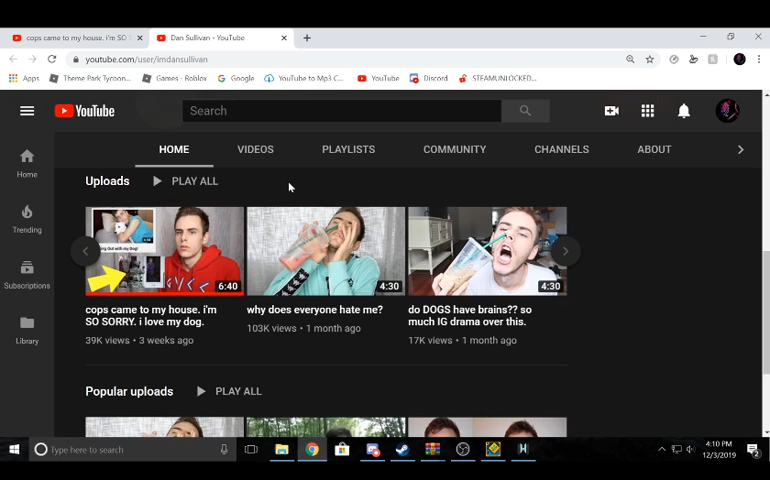 cops came to my house. i'm SO S
Dan Sullivan - YouTube
youtube.com/user/imdansullivan
Apps
Theme Park Tycoon...
Games - Roblox
Google
YouTube to Mp3 C...
YouTube
Discord
STEAMUNLOCKED...
YouTube
Search
HOME
VIDEOS
PLAYLISTS
COMMUNITY
CHANNELS
ABOUT
Home
Trending
Subscriptions
Library
Uploads
PLAY ALL
6:40
4:30
4:30
cops came to my house. i'm
SO SORRY. i love my dog.
39K views • 3 weeks ago
why does everyone hate me?
103K views • 1 month ago
do DOGS have brains?? so
much IG drama over this.
17K views • 1 month ago
Popular uploads
PLAY ALL
Type here to search
4:10 PM
12/3/2019
2